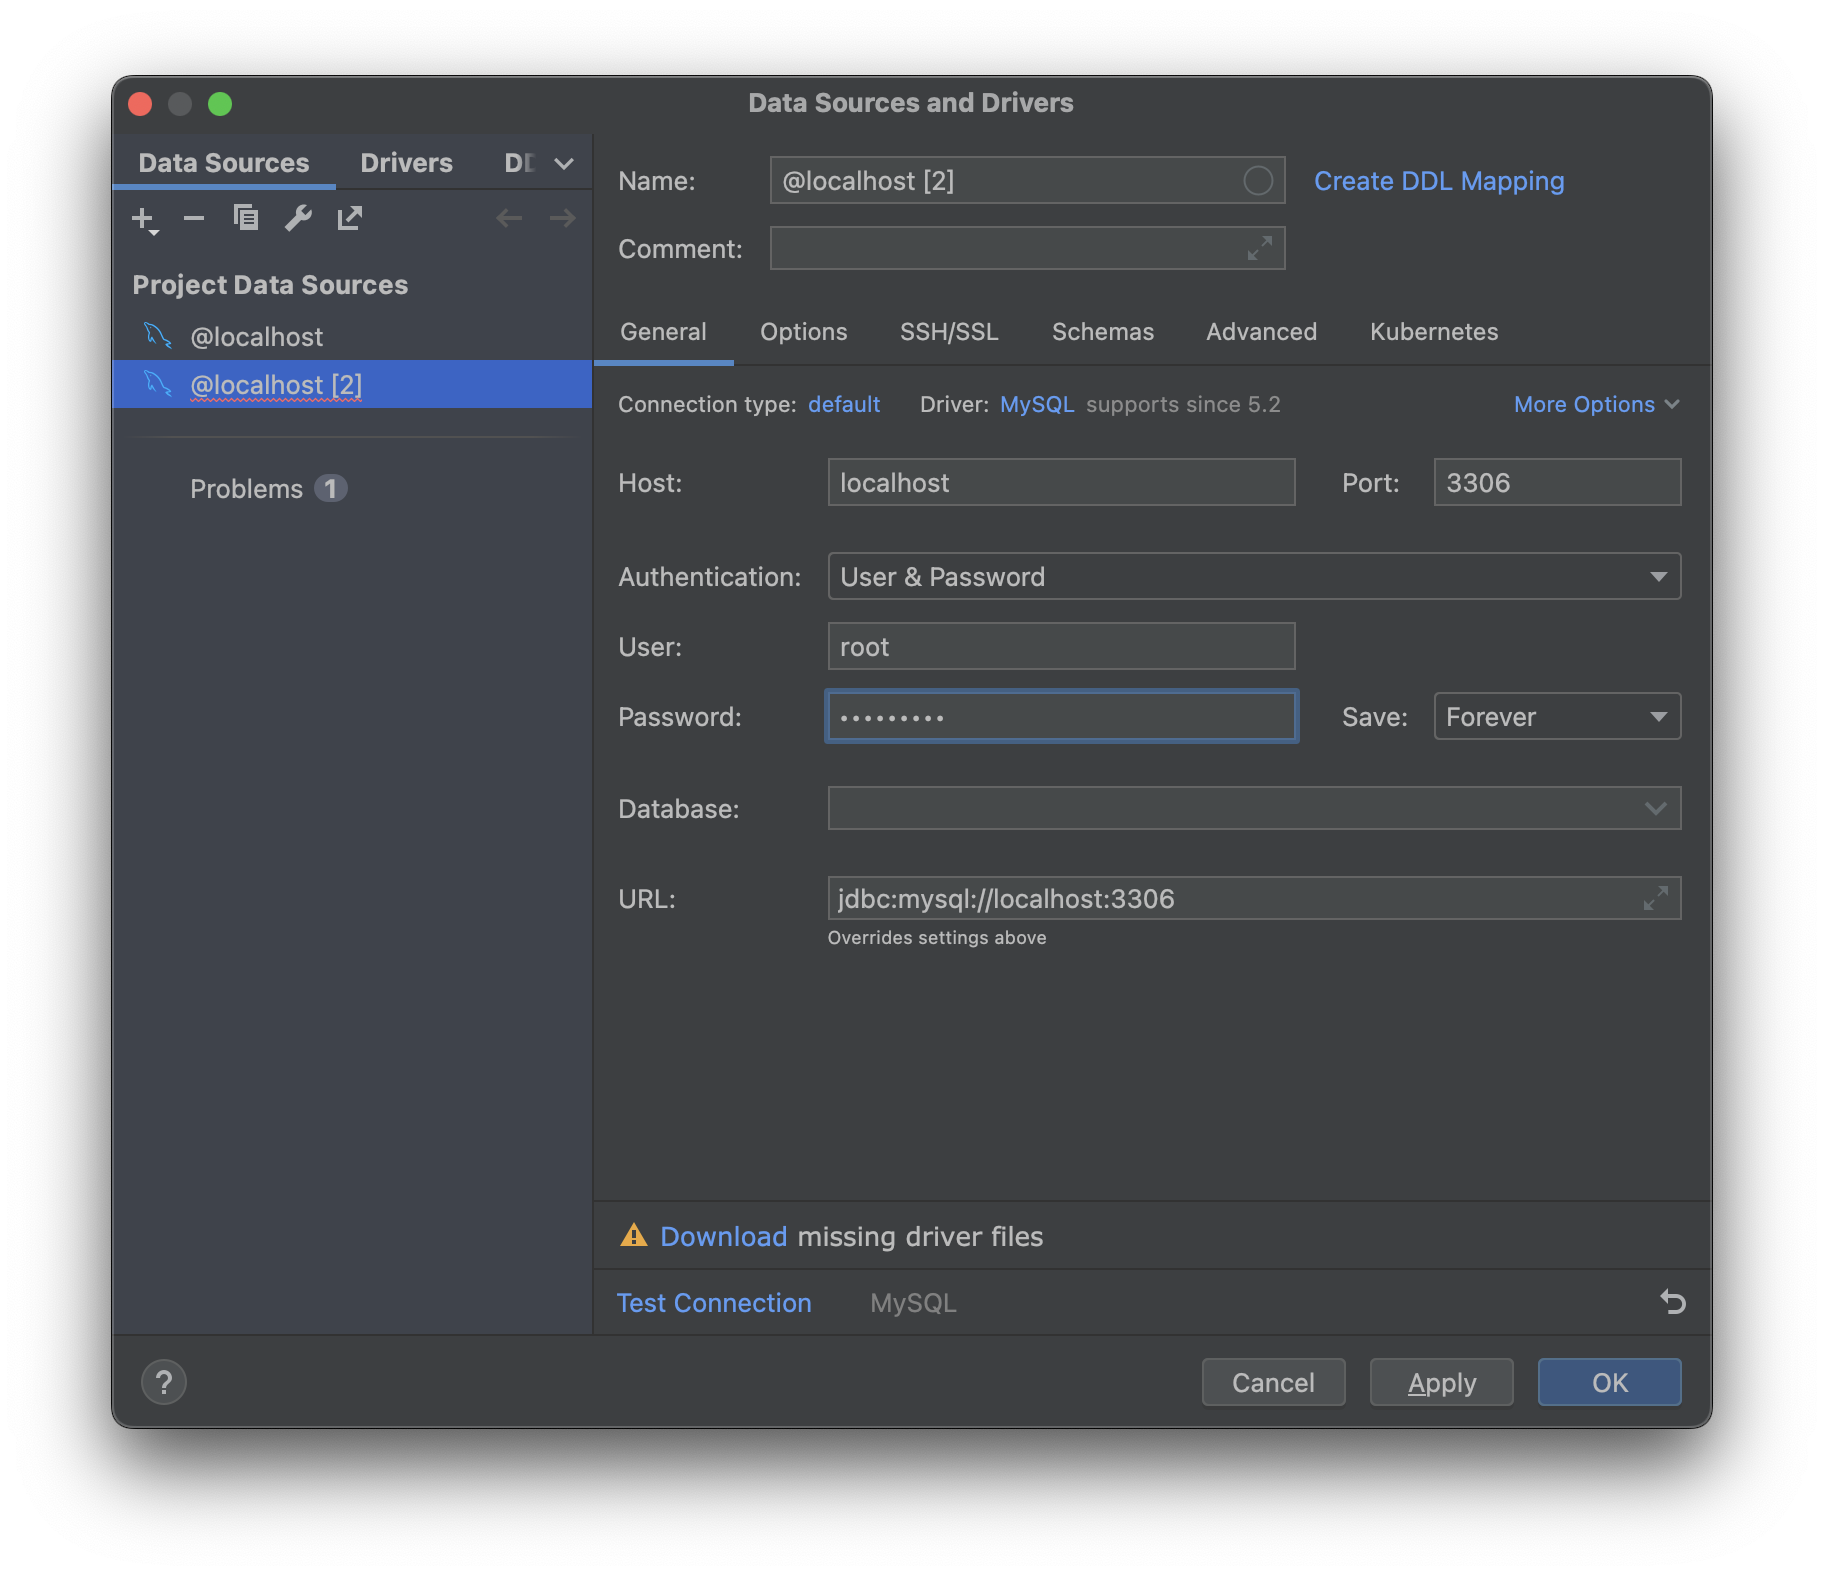 Data Sources and Drivers
Data Sources Drivers
Project Data Sources
@localhost
@localhost [2]
Problems 1
Name: @localhost [2] Create DDL Mapping
Comment:
General Options SSH/SSL Schemas Advanced Kubernetes
Connection type: default Driver: MySQL supports since 5.2 More Options
Host: localhost Port: 3306
Authentication: User & Password
User: root
Password: ••••••••• Save: Forever
Database:
URL: jdbc:mysql://localhost:3306
Overrides settings above
Download missing driver files
Test Connection MySQL
? Cancel Apply OK